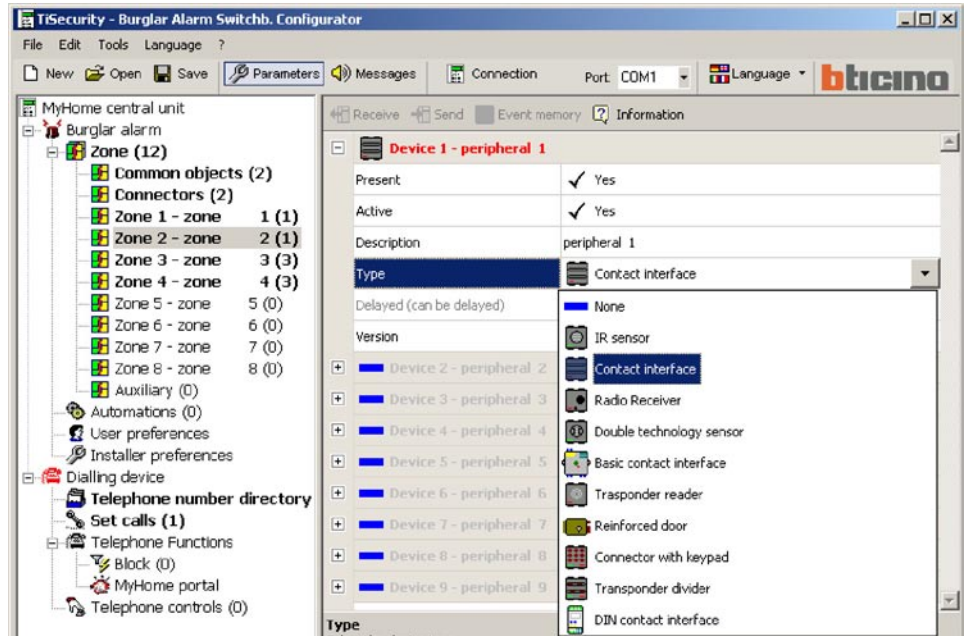 TiSecurity - Burglar Alarm Switchb. Configurator
File Edit Tools Language ?
New Open Save Parameters Messages Connection Port: COM1 Language bticino
MyHome central unit
Burglar alarm
Zone (12)
Common objects (2)
Connectors (2)
Zone 1 - zone 1 (1)
Zone 2 - zone 2 (1)
Zone 3 - zone 3 (3)
Zone 4 - zone 4 (3)
Zone 5 - zone 5 (0)
Zone 6 - zone 6 (0)
Zone 7 - zone 7 (0)
Zone 8 - zone 8 (0)
Auxiliary (0)
Automations (0)
User preferences
Installer preferences
Dialling device
Telephone number directory
Set calls (1)
Telephone Functions
Block (0)
MyHome portal
Telephone controls (0)
Receive Send Event memory Information
Device 1 - peripheral 1
Present Yes
Active Yes
Description peripheral 1
Type Contact interface
Delayed (can be delayed)
Version
Device 2 - peripheral 2
Device 3 - peripheral 3
Device 4 - peripheral 4
Device 5 - peripheral 5
Device 6 - peripheral 6
Device 7 - peripheral 7
Device 8 - peripheral 8
Device 9 - peripheral 9
None
IR sensor
Contact interface
Radio Receiver
Double technology sensor
Basic contact interface
Trasponder reader
Reinforced door
Connector with keypad
Transponder divider
DIN contact interface
Type